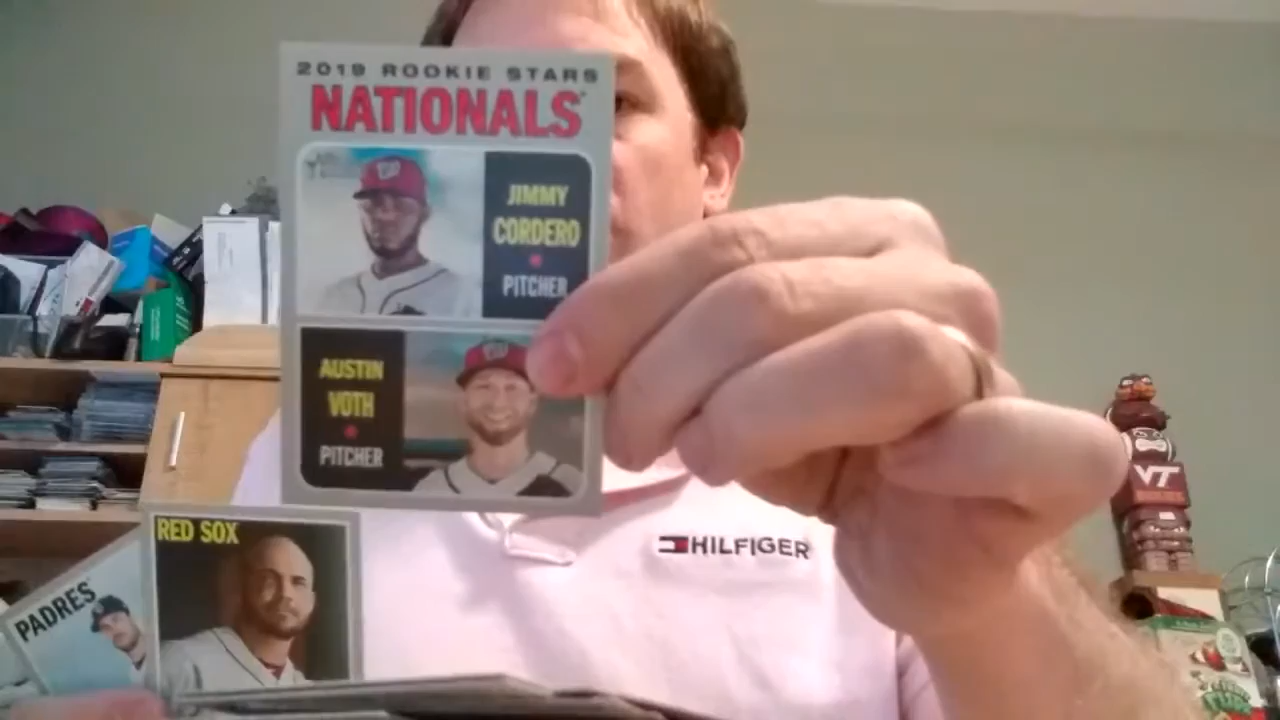 2019 ROOKIE STARS
NATIONALS
JIMMY
CORDERO
PITCHER
AUSTIN
VOTH
PITCHER
HILFIGER
RED SOX
PADRES
VT